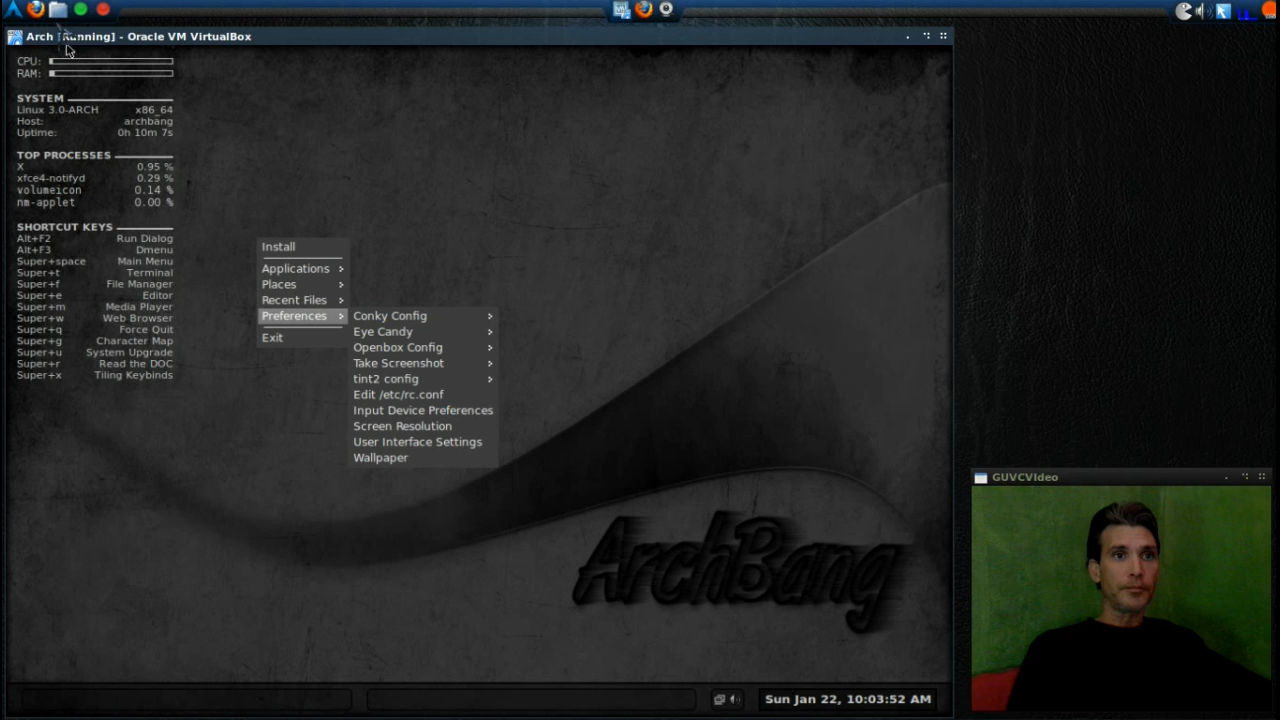 Arch [Running] - Oracle VM VirtualBox
CPU:
RAM:
SYSTEM
Linux 3.0-ARCH x86_64
Host: archbang
Uptime: 0h 10m 7s
TOP PROCESSES
X 0.95 %
xfce4-notifyd 0.29 %
volumeicon 0.14 %
nm-applet 0.00 %
SHORTCUT KEYS
Alt+F2 Run Dialog
Alt+F3 Dmenu
Super+space Main Menu
Super+t Terminal
Super+f File Manager
Super+e Editor
Super+m Media Player
Super+w Web Browser
Super+q Force Quit
Super+g Character Map
Super+u System Upgrade
Super+r Read the DOC
Super+x Tiling Keybinds
Install
Applications
Places
Recent Files
Preferences
Exit
Conky Config
Eye Candy
Openbox Config
Take Screenshot
tint2 config
Edit /etc/rc.conf
Input Device Preferences
Screen Resolution
User Interface Settings
Wallpaper
GUVCVideo
ArchBang
Sun Jan 22, 10:03:52 AM